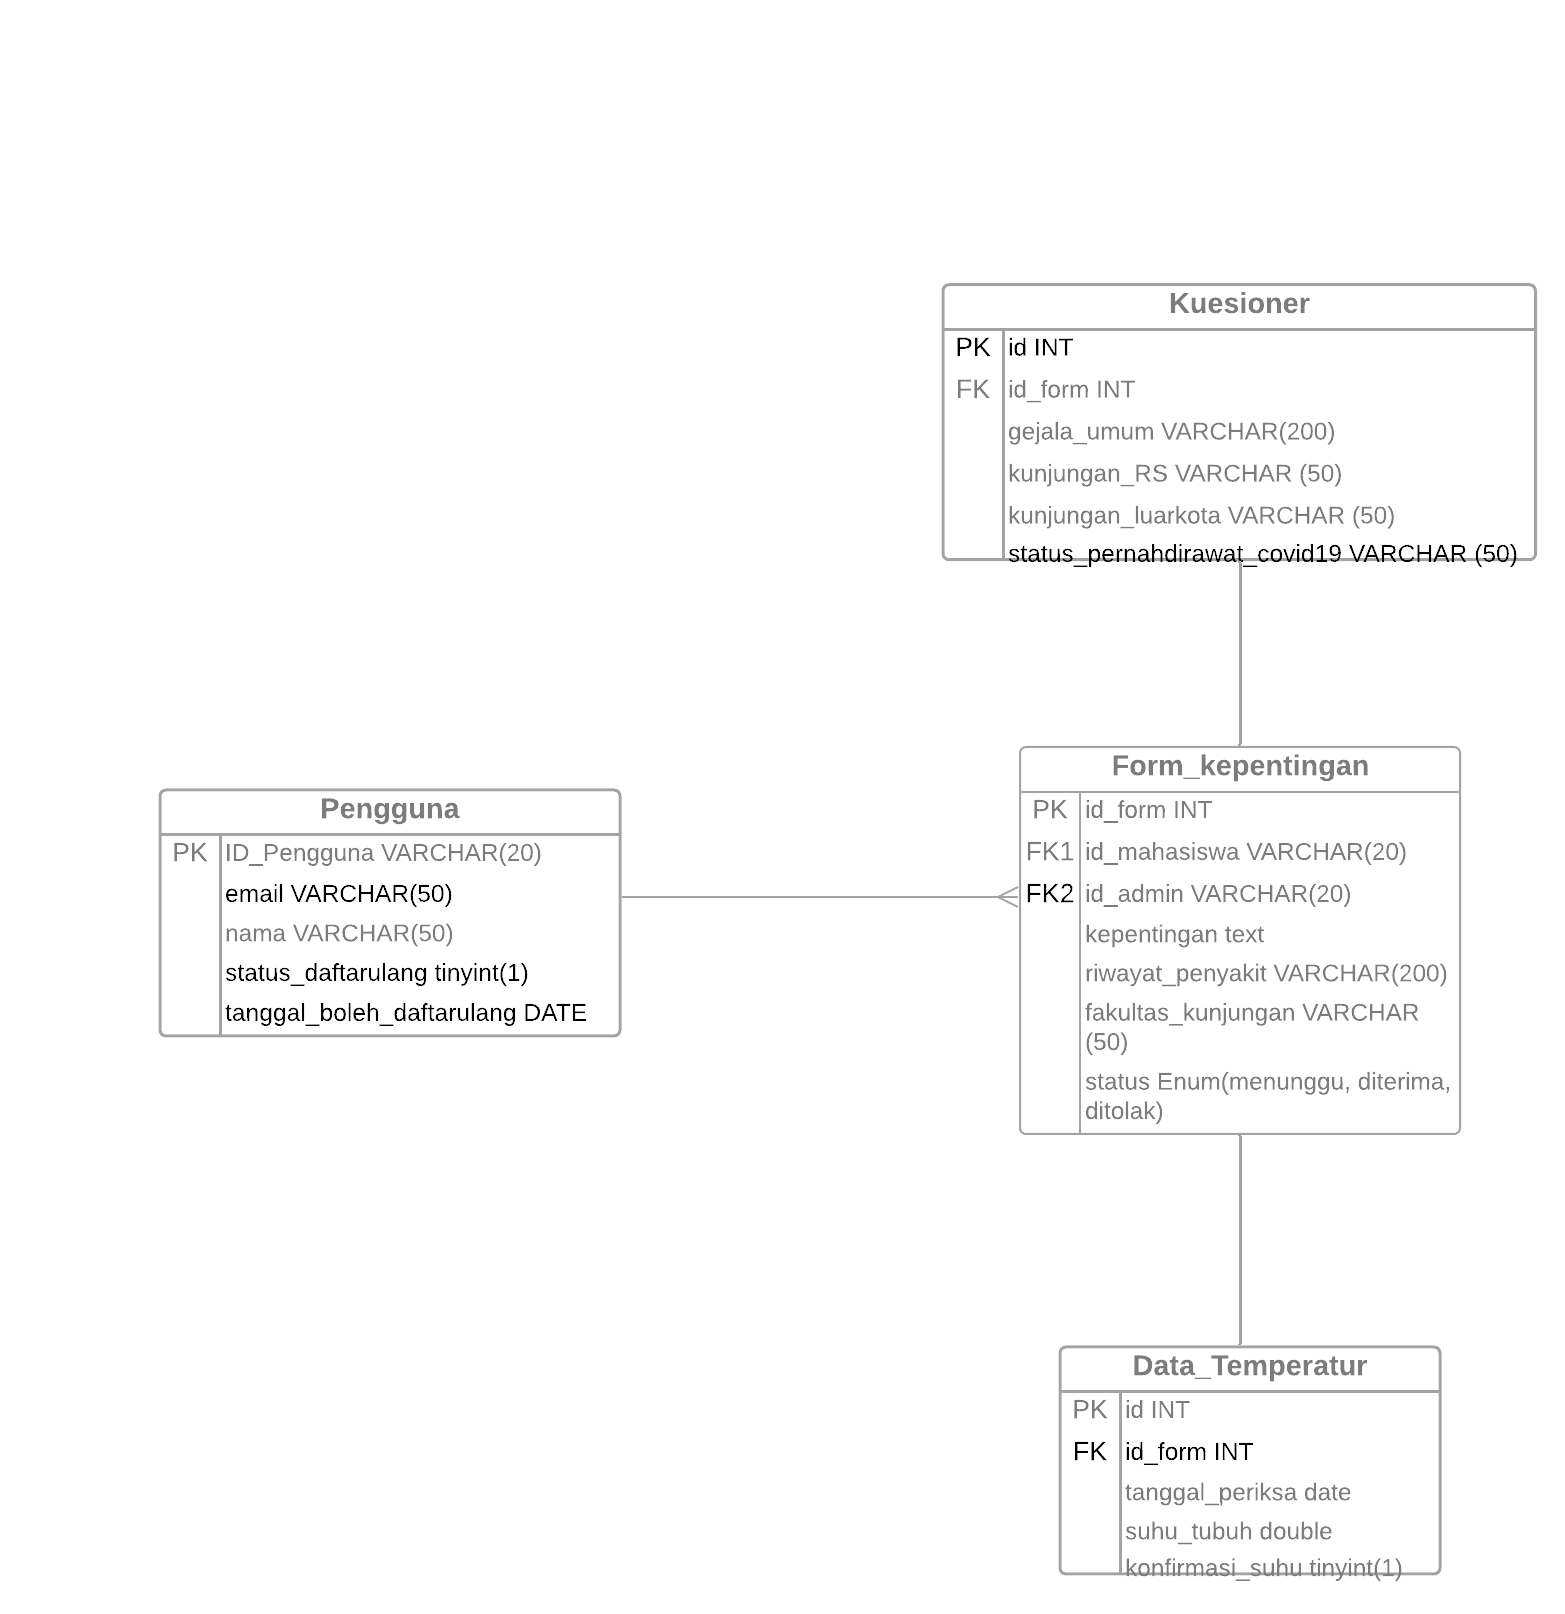 Kuesioner
PK id INT
FK id_form INT
gejala_umum VARCHAR(200)
kunjungan_RS VARCHAR (50)
kunjungan_luarkota VARCHAR (50)
status_pernahdirawat_covid19 VARCHAR (50)
Pengguna
PK ID_Pengguna VARCHAR(20)
email VARCHAR(50)
nama VARCHAR(50)
status_daftarulang tinyint(1)
tanggal_boleh_daftarulang DATE
Form_kepentingan
PK id_form INT
FK1 id_mahasiswa VARCHAR(20)
FK2 id_admin VARCHAR(20)
kepentingan text
riwayat_penyakit VARCHAR(200)
fakultas_kunjungan VARCHAR
(50)
status Enum(menunggu, diterima,
ditolak)
Data_Temperatur
PK id INT
FK id_form INT
tanggal_periksa date
suhu_tubuh double
konfirmasi_suhu tinyint(1)